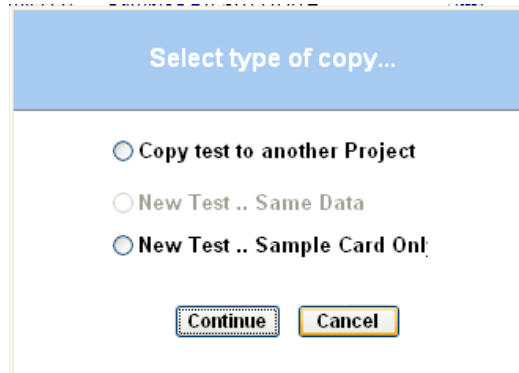 Select type of copy...
Copy test to another Project
New Test .. Same Data
New Test .. Sample Card Onl
Continue Cancel